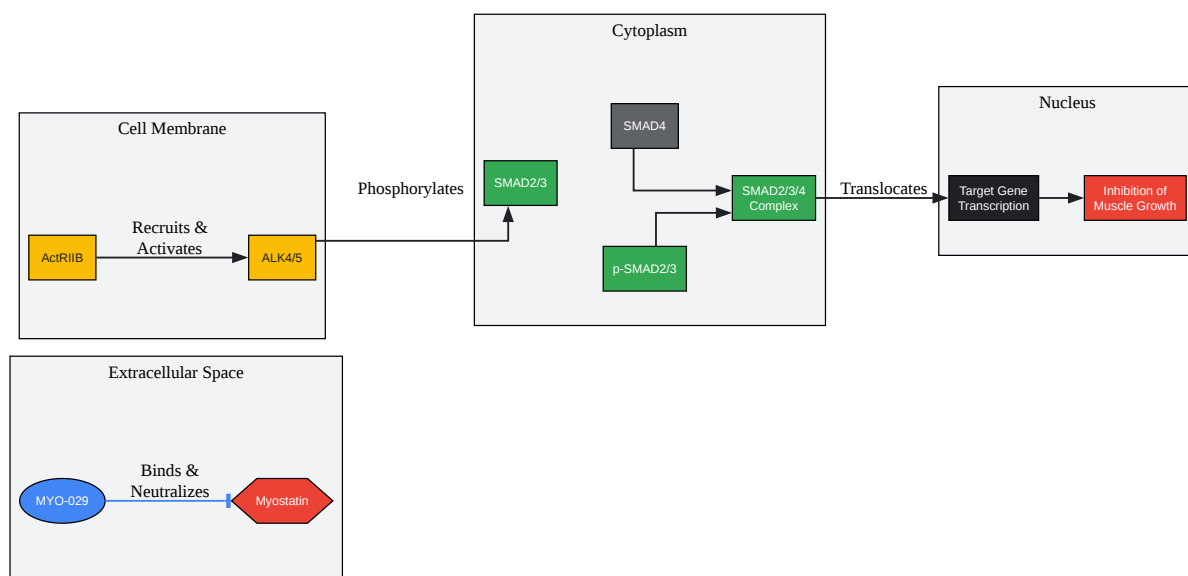 Cytoplasm
Nucleus
Cell Membrane
SMAD4
SMAD2/3
Phosphorylates
SMAD2/3/4
Complex
Translocates
Target Gene
Transcription
Inhibition of
Muscle Growth
Recruits &
Activates
ActRIIB
ALK4/5
p-SMAD2/3
Extracellular Space
Binds &
Neutralizes
MYO-029
Myostatin